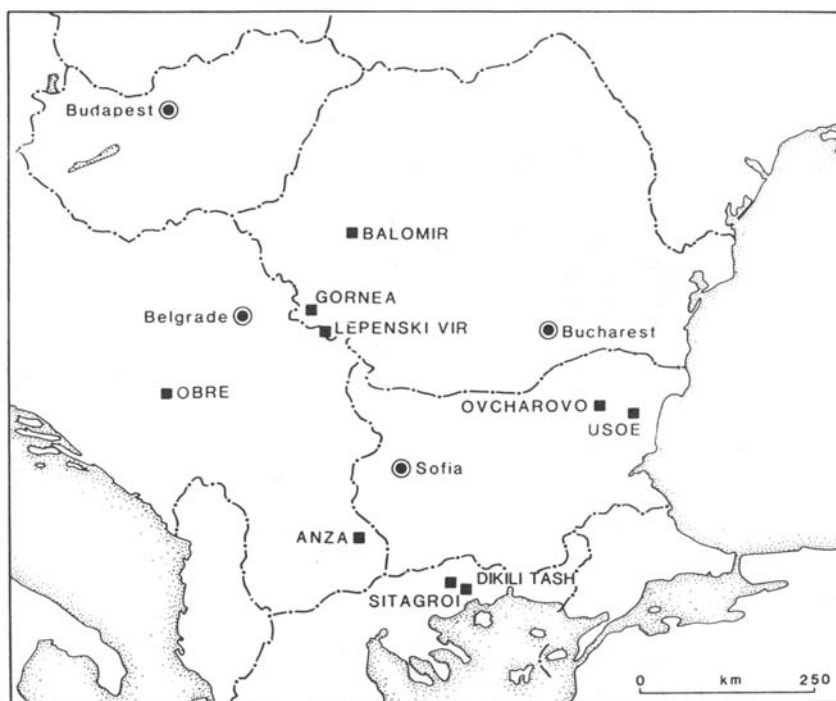 Budapest
BALOMIR
GORNEA
Belgrade
LEPENSKI VIR
Bucharest
OBRE
OVCHAROVO
USOE
Sofia
ANZA
DIKILI TASH
SITAGROI
0 km 250